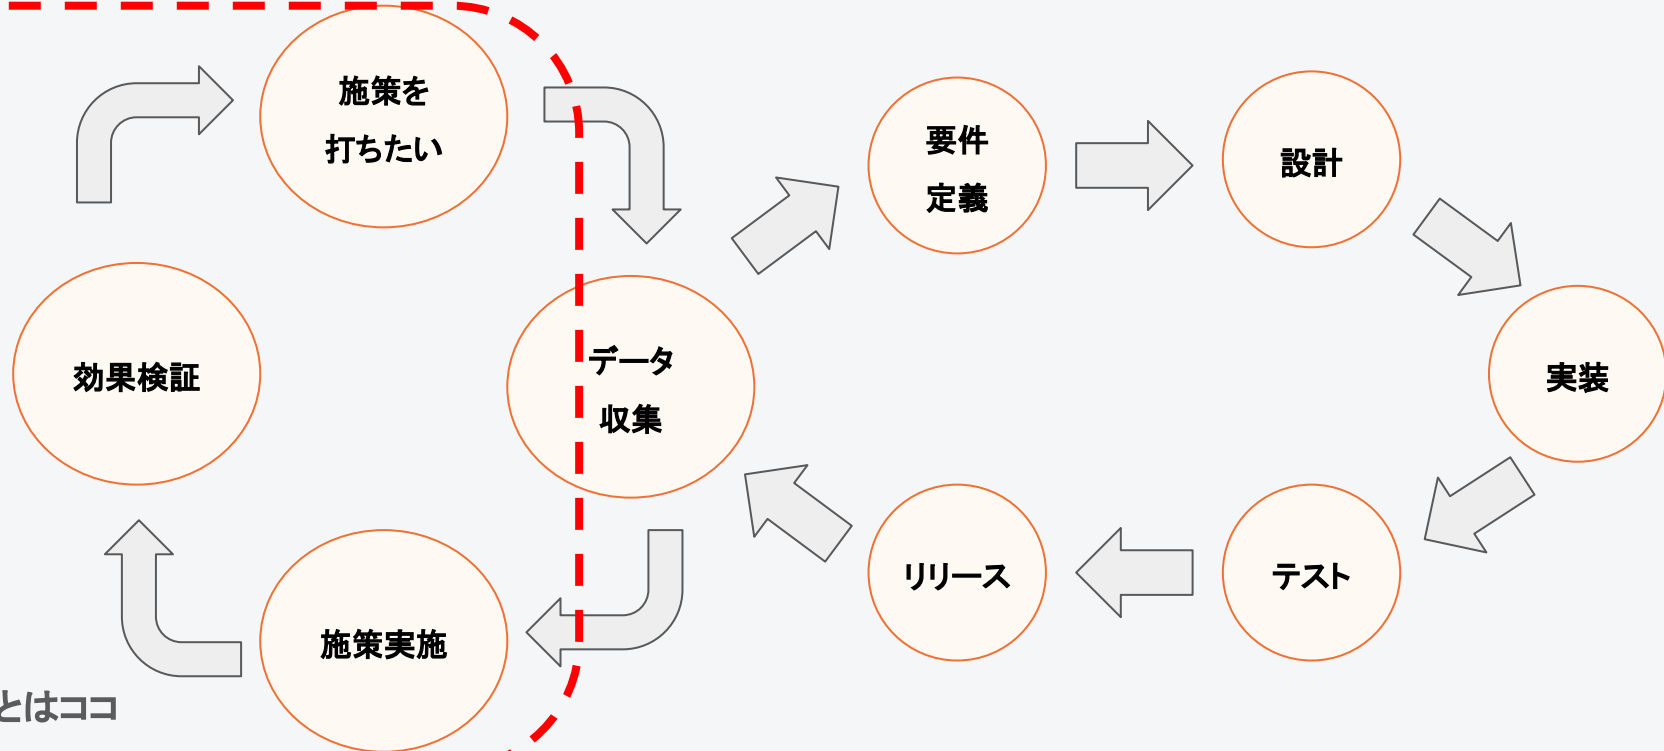 施策を
打ちたい
要件
定義
設計
効果検証
データ
収集
実装
リリース
テスト
施策実施
とはココ